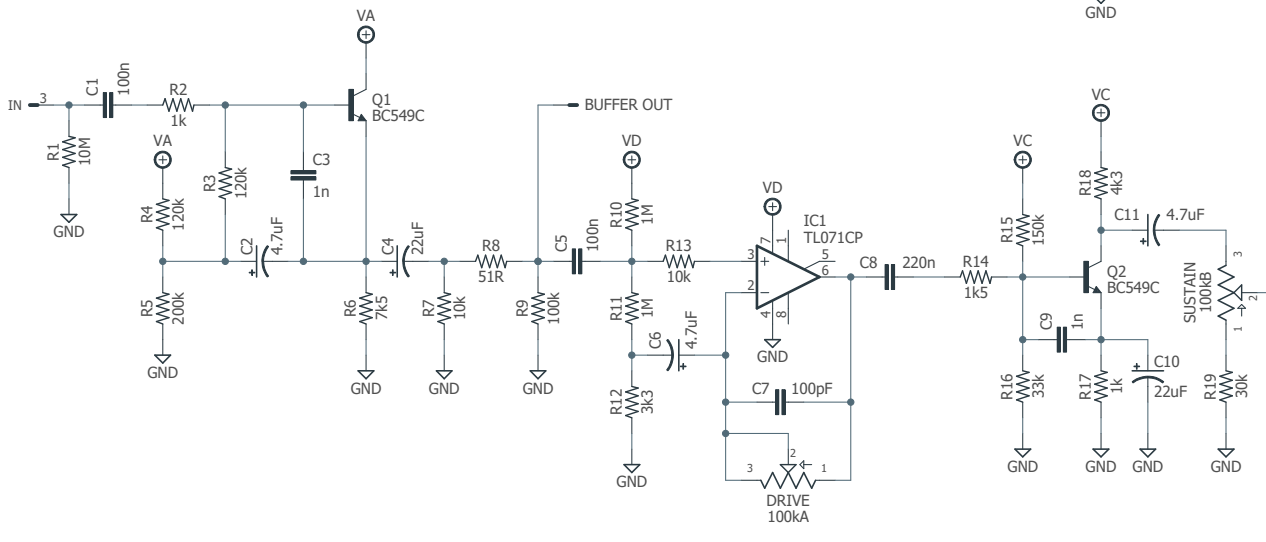 GND
VA
IN
3
C1
100n
R2
1k
Q1
BC549C
BUFFER OUT
R1
10M
VA
R3
120k
C3
1n
VD
VC
VC
R4
120k
R18
4k3
C11
4.7uF
GND
C2
4.7uF
C4
22uF
R8
51R
C5
100n
R10
1M
VD
IC1
TL071CP
R13
10k
3
2
7
1
5
6
4
8
C8
220n
R14
1k5
R15
150k
Q2
BC549C
SUSTAIN
100kB
3
2
1
R5
200k
R6
7k5
R7
10k
R9
100k
R11
1M
C6
4.7uF
GND
C9
1n
C10
22uF
GND
GND
GND
GND
R12
3k3
C7
100pF
R16
33k
R17
1k
R19
30k
GND
2
3
1
DRIVE
100kA
GND
GND
GND
GND